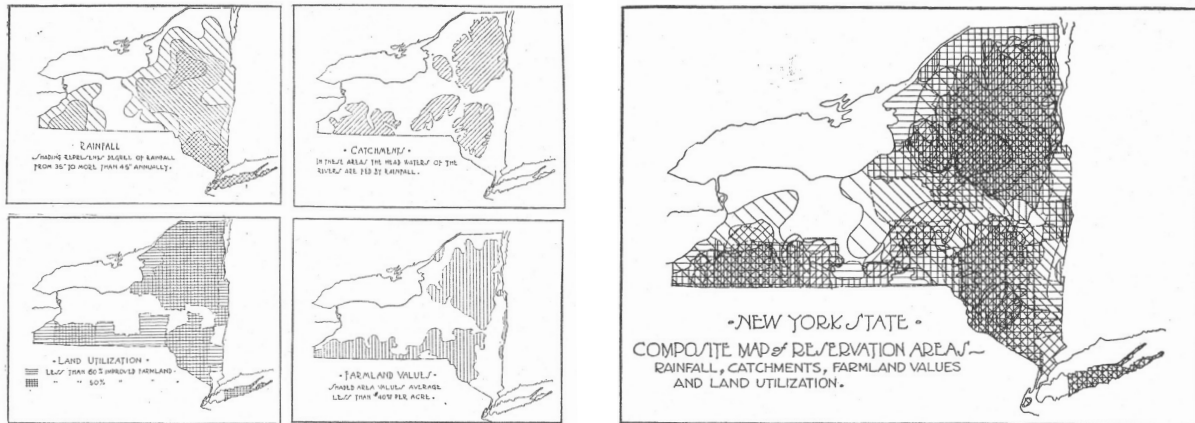 · RAINFALL
SHADING REPRESENTS DEGREE OF RAINFALL
FROM 35" TO MORE THAN 45" ANNUALLY.
· CATCHMENTS ·
IN THESE AREAS THE HEAD WATERS OF THE
RIVERS ARE FED BY RAINFALL.
· LAND UTILIZATION ·
LESS THAN 60% IMPROVED FARMLAND
" " 50% " "
· FARMLAND VALUES ·
SHADED AREA VALUES AVERAGE
LESS THAN $40 PER ACRE.
· NEW YORK STATE ·
COMPOSITE MAP of RESERVATION AREAS~
RAINFALL, CATCHMENTS, FARMLAND VALUES
AND LAND UTILIZATION.